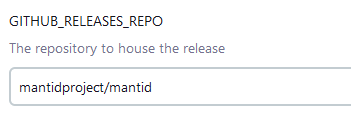 GITHUB_RELEASES_REPO
The repository to house the release
mantidproject/mantid